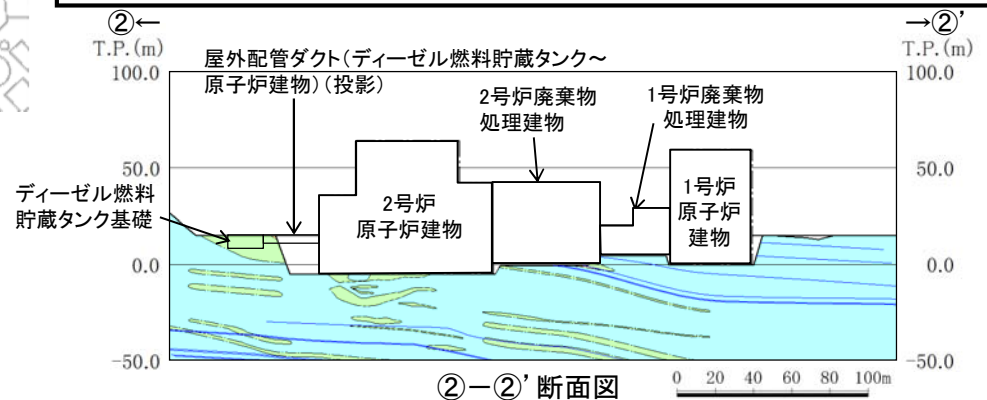 ②← →②'
T.P.(m) T.P.(m)
屋外配管ダクト(ディーゼル燃料貯蔵タンク～
原子炉建物)(投影)
100.0 100.0
2号炉廃棄物
処理建物
1号炉廃棄物
処理建物
50.0 50.0
ディーゼル燃料
貯蔵タンク基礎
2号炉
原子炉建物
1号炉
原子炉
建物
0.0 0.0
-50.0 -50.0
②－②'断面図
0 20 40 60 80 100m